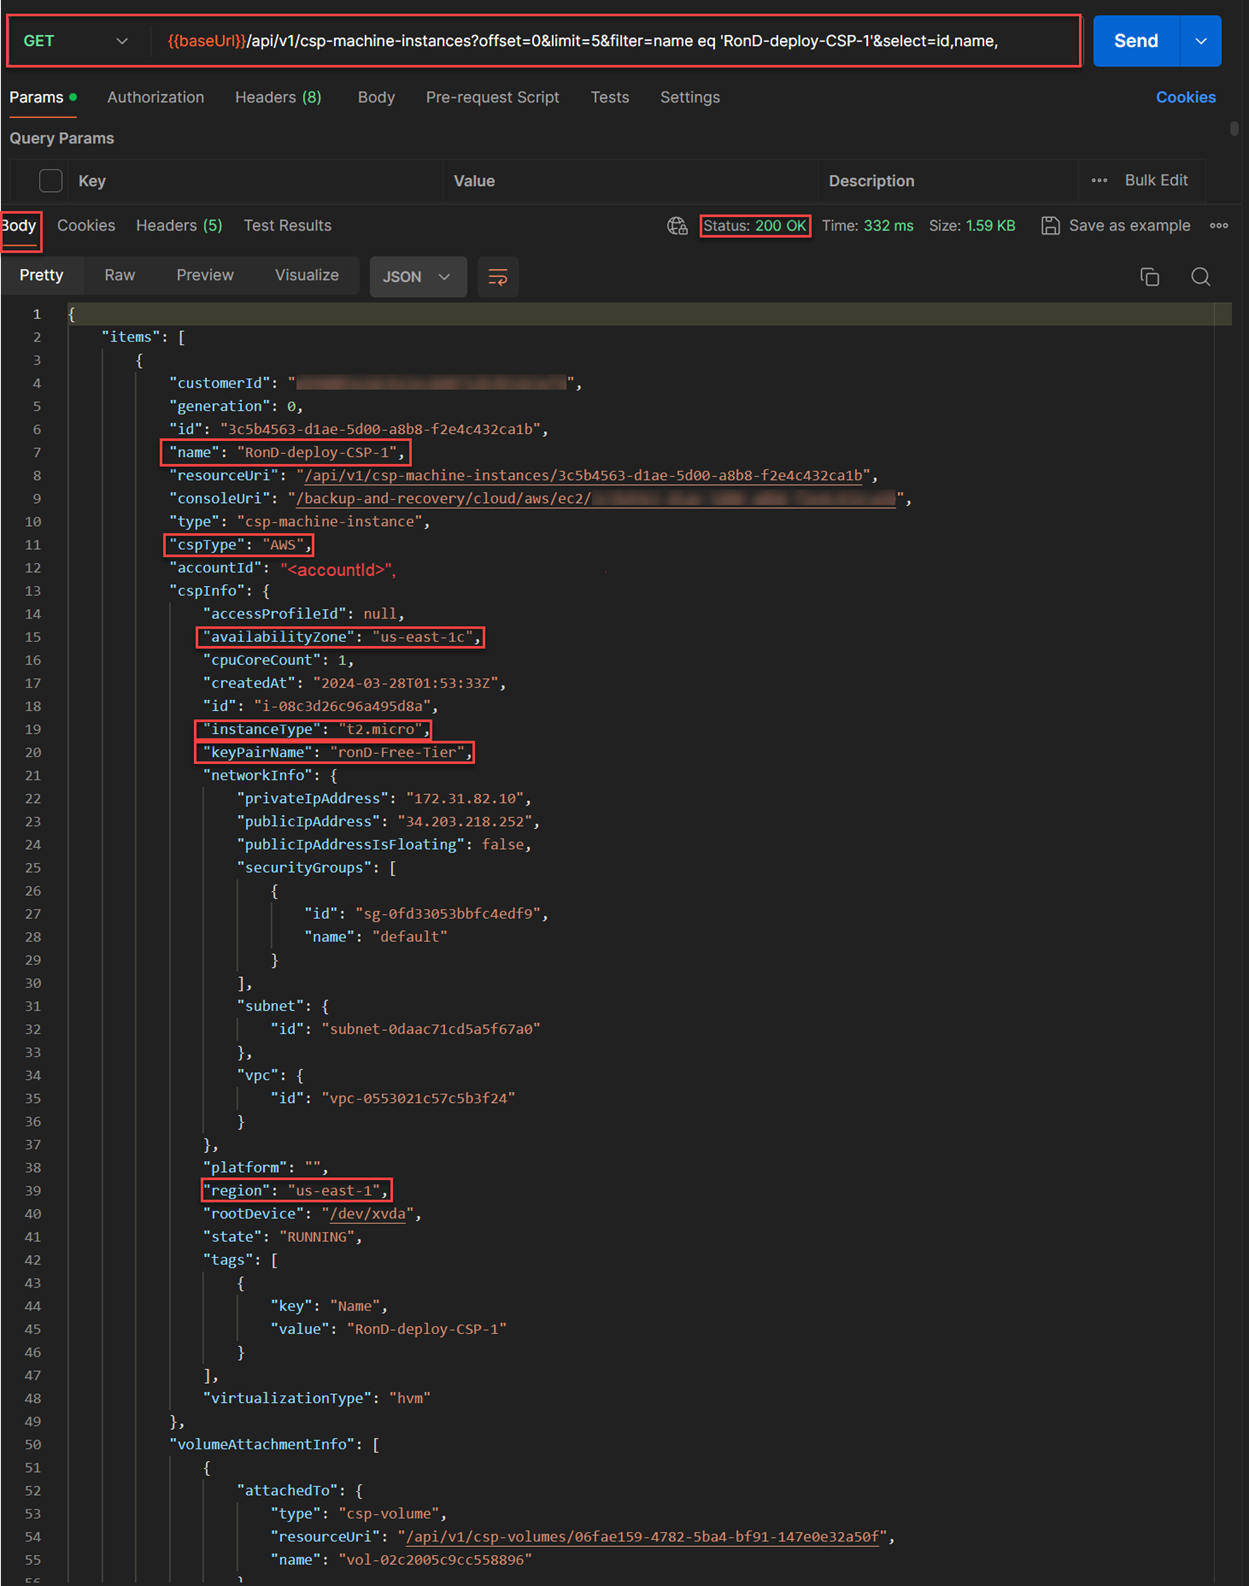 GET {{baseUrl}}/api/v1/csp-machine-instances?offset=0&limit=5&filter=name eq 'RonD-deploy-CSP-1'&select=id,name, Send
Params Authorization Headers (8) Body Pre-request Script Tests Settings Cookies
Query Params
Key Value Description Bulk Edit
Body Cookies Headers (5) Test Results Status: 200 OK Time: 332 ms Size: 1.59 KB Save as example
Pretty Raw Preview Visualize JSON
1 {
2 "items": [
3 {
4 "customerId": "",
5 "generation": 0,
6 "id": "3c5b4563-d1ae-5d00-a8b8-f2e4c432ca1b",
7 "name": "RonD-deploy-CSP-1",
8 "resourceUri": "/api/v1/csp-machine-instances/3c5b4563-d1ae-5d00-a8b8-f2e4c432ca1b",
9 "consoleUri": "/backup-and-recovery/cloud/aws/ec2/",
10 "type": "csp-machine-instance",
11 "cspType": "AWS",
12 "accountId": "<accountId>",
13 "cspInfo": {
14 "accessProfileId": null,
15 "availabilityZone": "us-east-1c",
16 "cpuCoreCount": 1,
17 "createdAt": "2024-03-28T01:53:33Z",
18 "id": "i-08c3d26c96a495d8a",
19 "instanceType": "t2.micro",
20 "keyPairName": "ronD-Free-Tier",
21 "networkInfo": {
22 "privateIpAddress": "172.31.82.10",
23 "publicIpAddress": "34.203.218.252",
24 "publicIpAddressIsFloating": false,
25 "securityGroups": [
26 {
27 "id": "sg-0fd33053bbfc4edf9",
28 "name": "default"
29 }
30 ],
31 "subnet": {
32 "id": "subnet-0daac71cd5a5f67a0"
33 },
34 "vpc": {
35 "id": "vpc-0553021c57c5b3f24"
36 }
37 },
38 "platform": "",
39 "region": "us-east-1",
40 "rootDevice": "/dev/xvda",
41 "state": "RUNNING",
42 "tags": [
43 {
44 "key": "Name",
45 "value": "RonD-deploy-CSP-1"
46 }
47 ],
48 "virtualizationType": "hvm"
49 },
50 "volumeAttachmentInfo": [
51 {
52 "attachedTo": {
53 "type": "csp-volume",
54 "resourceUri": "/api/v1/csp-volumes/06fae159-4782-5ba4-bf91-147e0e32a50f",
55 "name": "vol-02c2005c9cc558896"